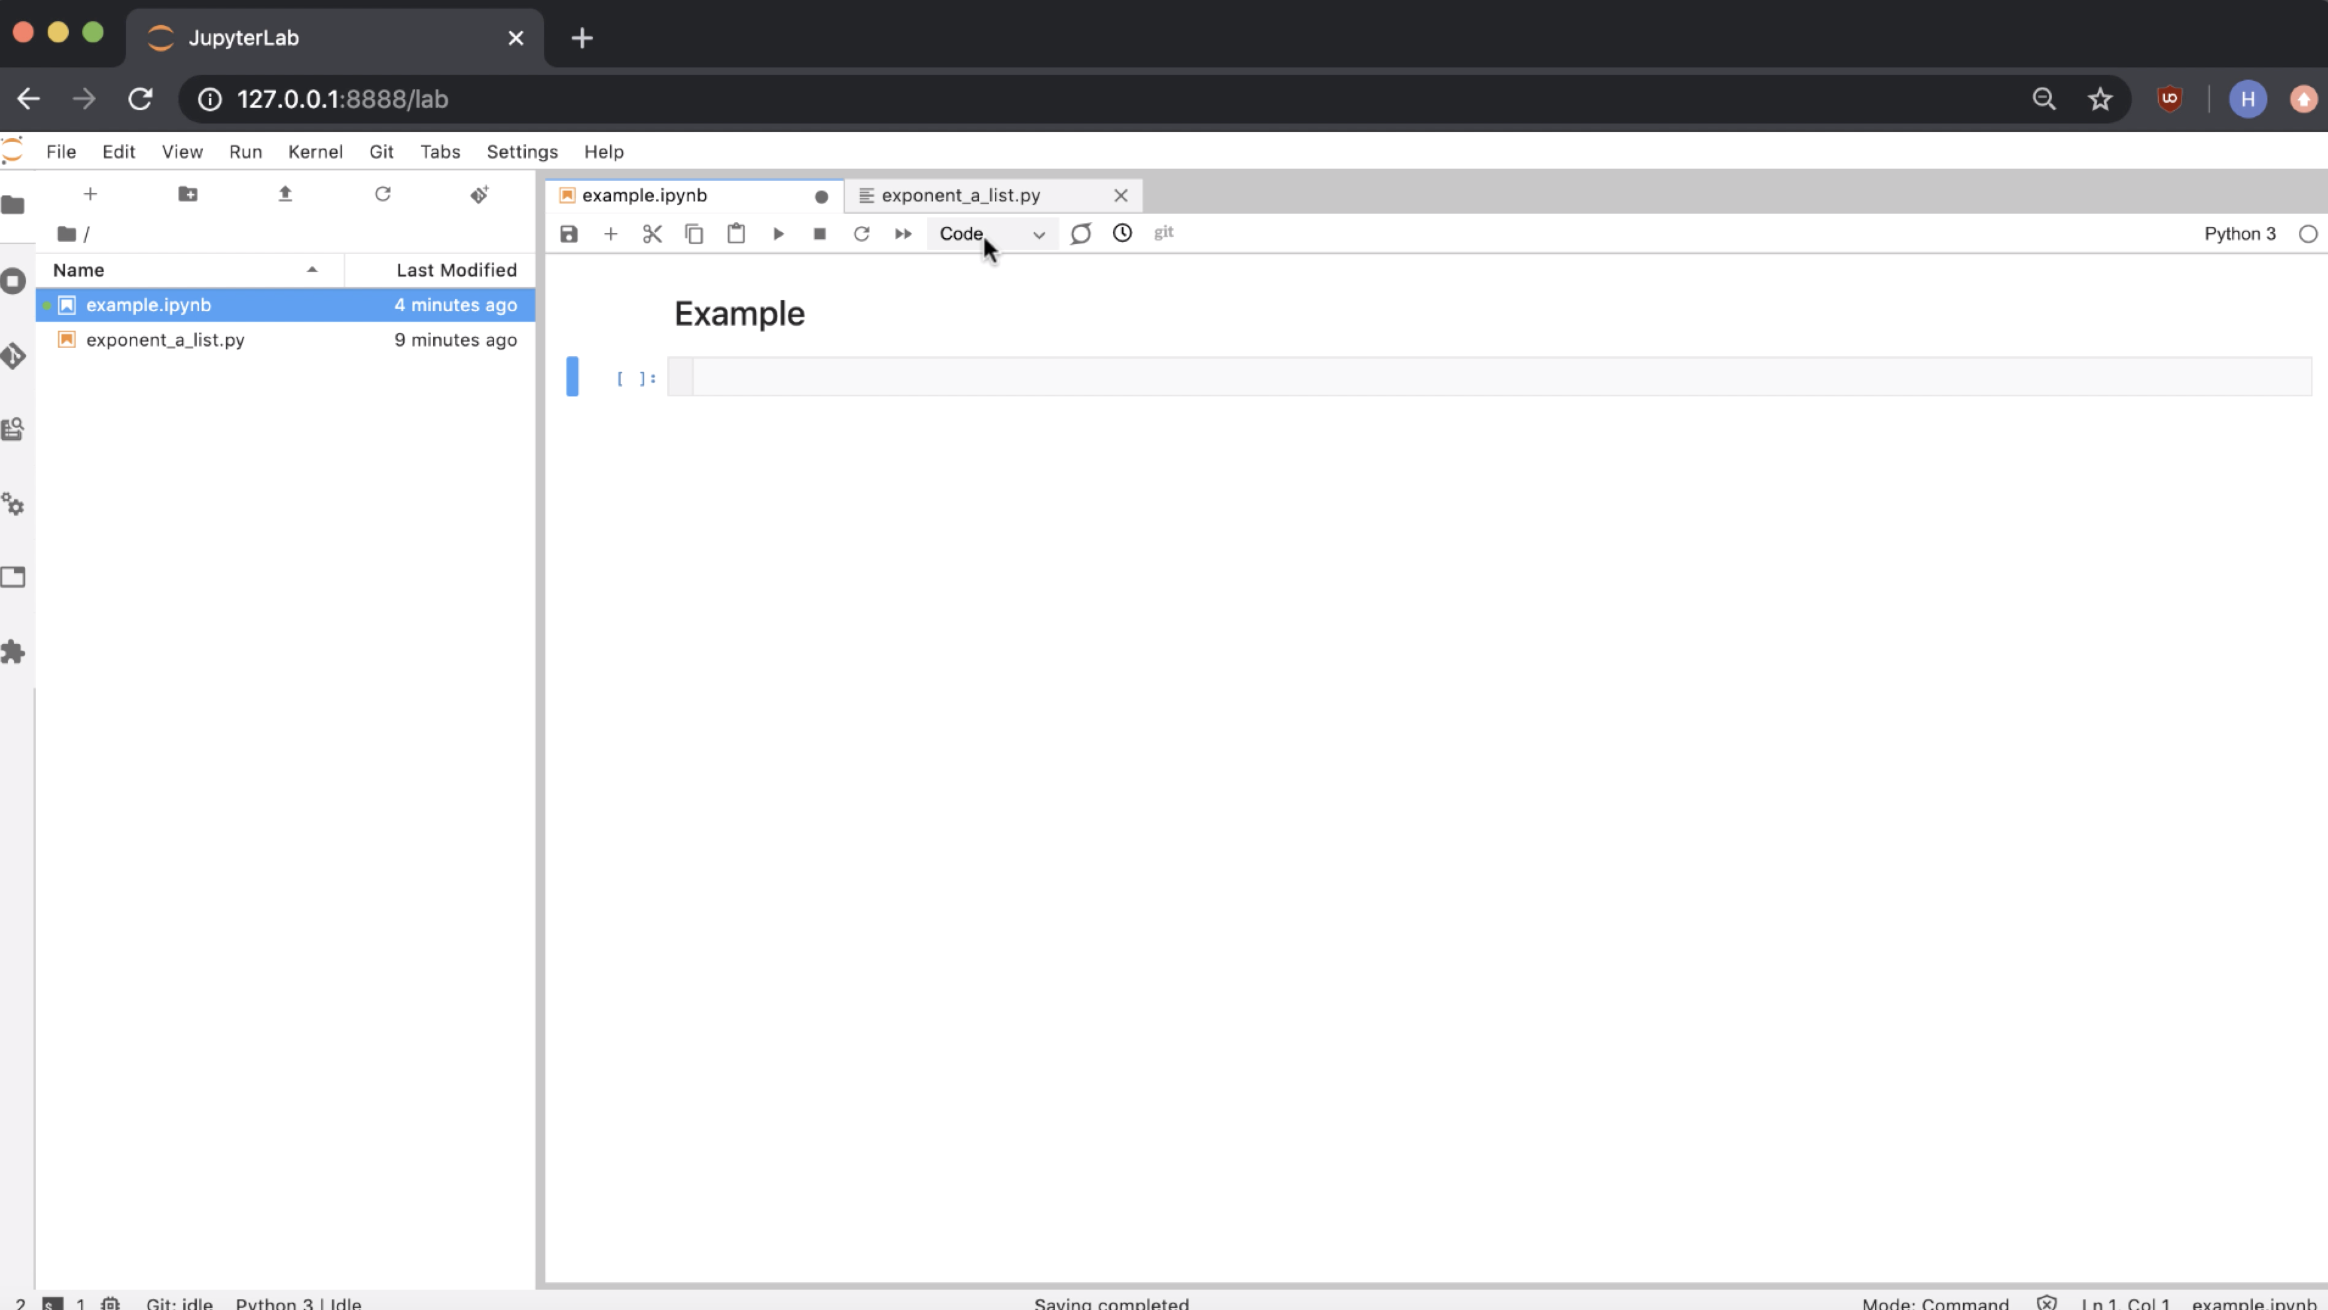 JupyterLab
127.0.0.1:8888/lab
H
File Edit View Run Kernel Git Tabs Settings Help
example.ipynb exponent_a_list.py
/
Code git Python 3
Name Last Modified
example.ipynb 4 minutes ago
exponent_a_list.py 9 minutes ago
Example
[ ]:
2 $_ 1 Git: idle Python 3 | Idle Saving completed Mode: Command Ln 1, Col 1 example.ipynb